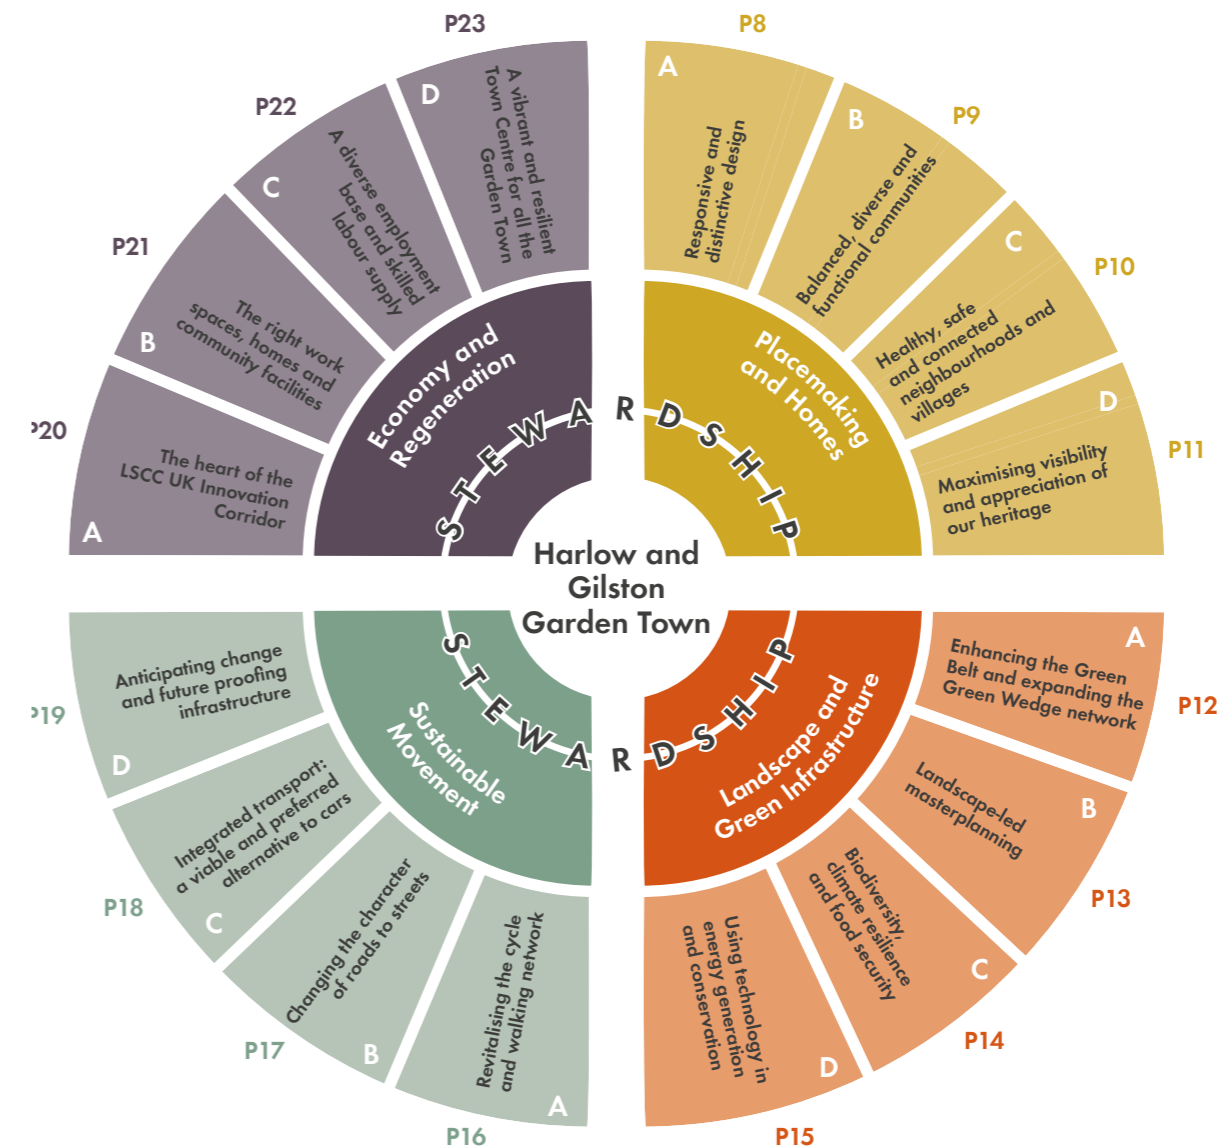 P8
A
Responsive and
distinctive design
P9
B
Balanced, diverse and
functional communities
P10
C
Healthy, safe
and connected
neighbourhoods and
villages
P11
D
Maximising visibility
and appreciation of
our heritage
Placemaking
and Homes
P12
A
Enhancing the Green
Belt and expanding the
Green Wedge network
P13
B
Landscape-led
masterplanning
P14
C
Biodiversity,
climate resilience
and food security
P15
D
Using technology in
energy generation
and conservation
Landscape and
Green Infrastructure
P16
A
Revitalising the cycle
and walking network
P17
B
Changing the character
of roads to streets
P18
C
Integrated transport:
a viable and preferred
alternative to cars
P19
D
Anticipating change
and future proofing
infrastructure
Sustainable
Movement
P20
A
The heart of the
LSCC UK Innovation
Corridor
P21
B
The right work
spaces, homes and
community facilities
P22
C
A diverse employment
base and skilled
labour supply
P23
D
A vibrant and resilient
Town Centre for all the
Garden Town
Economy and
Regeneration
STEWARDSHIP
Harlow and
Gilston
Garden Town
STEWARDSHIP